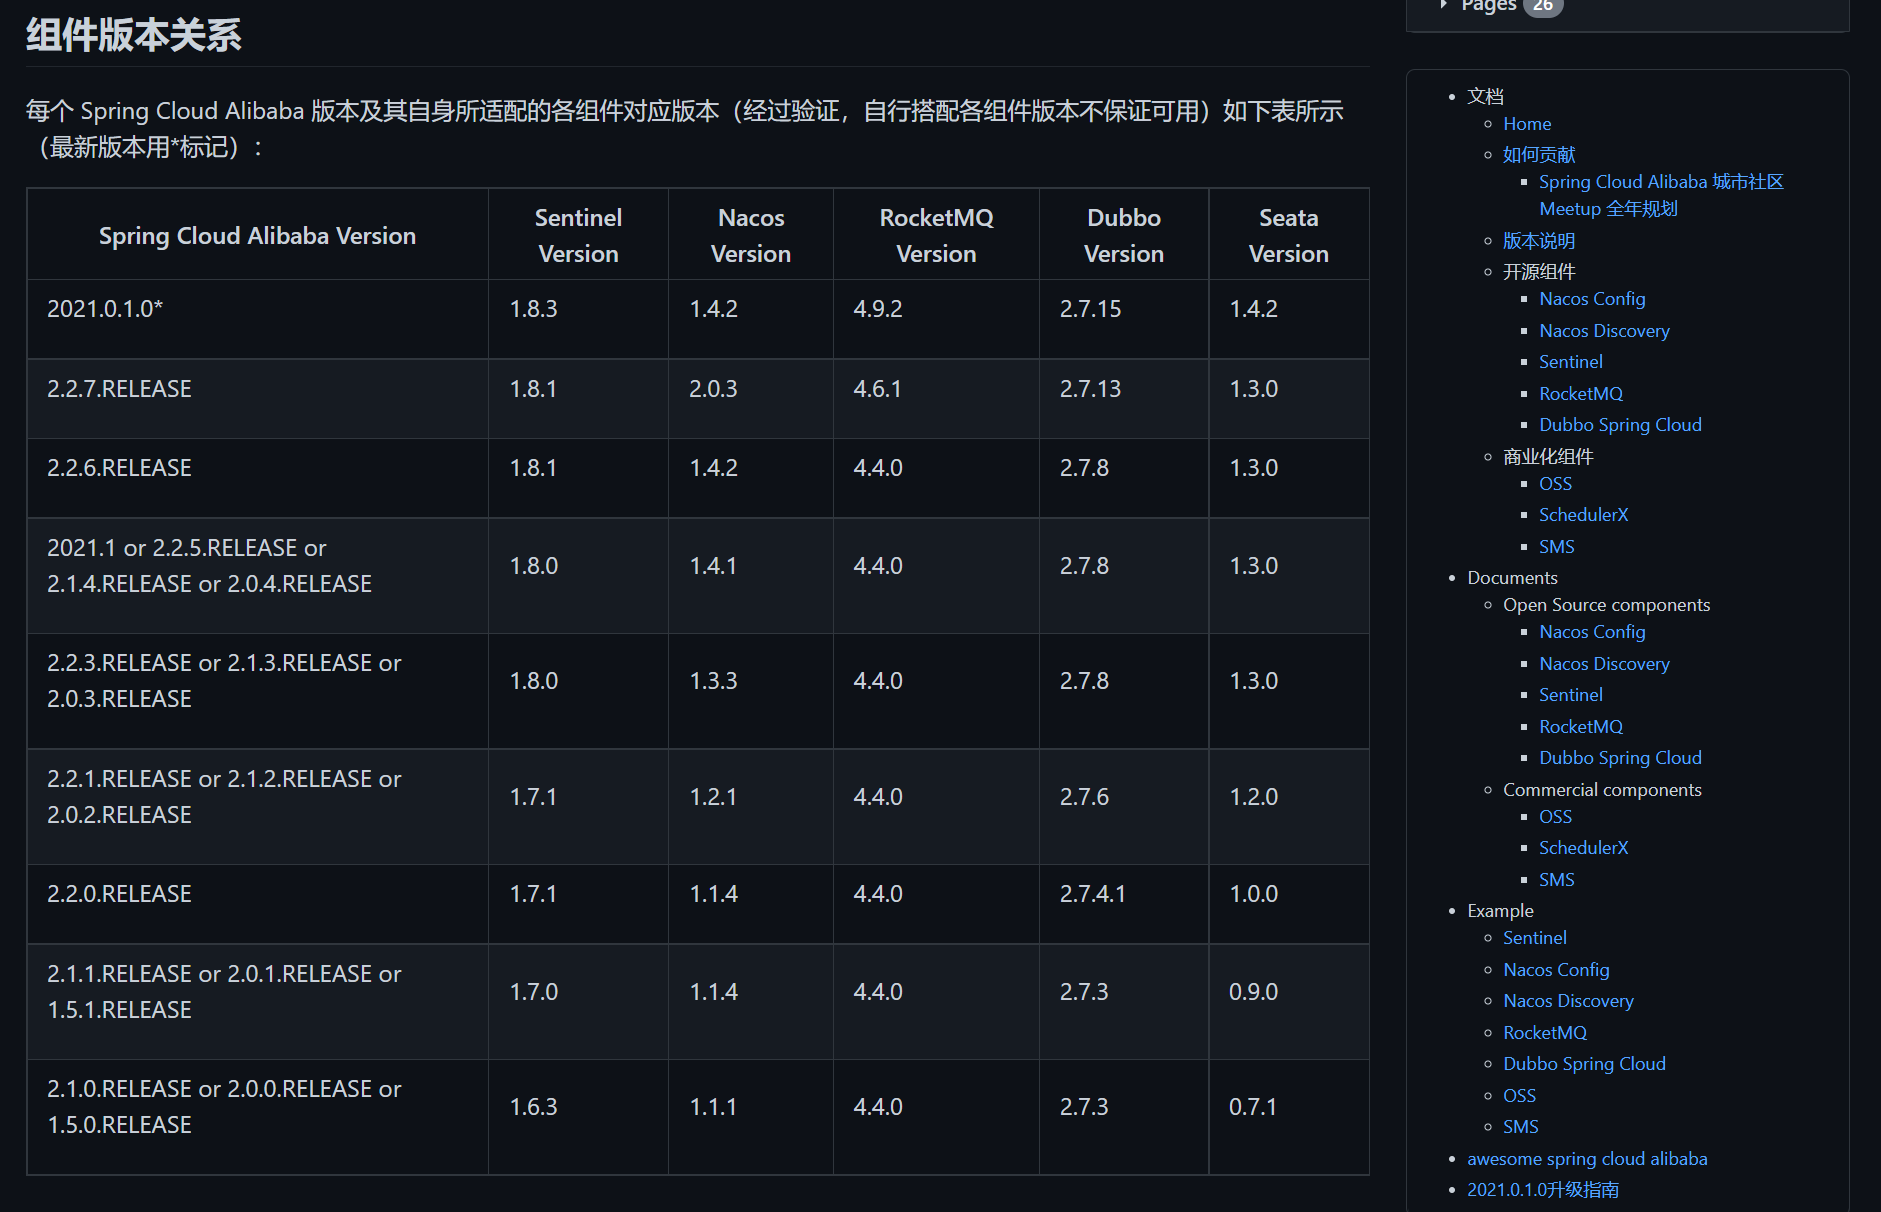 组件版本关系
每个 Spring Cloud Alibaba 版本及其自身所适配的各组件对应版本（经过验证，自行搭配各组件版本不保证可用）如下表所示
（最新版本用*标记）：
Spring Cloud Alibaba Version
Sentinel
Version
Nacos
Version
RocketMQ
Version
Dubbo
Version
Seata
Version
2021.0.1.0* 1.8.3 1.4.2 4.9.2 2.7.15 1.4.2
2.2.7.RELEASE 1.8.1 2.0.3 4.6.1 2.7.13 1.3.0
2.2.6.RELEASE 1.8.1 1.4.2 4.4.0 2.7.8 1.3.0
2021.1 or 2.2.5.RELEASE or
2.1.4.RELEASE or 2.0.4.RELEASE
1.8.0 1.4.1 4.4.0 2.7.8 1.3.0
2.2.3.RELEASE or 2.1.3.RELEASE or
2.0.3.RELEASE
1.8.0 1.3.3 4.4.0 2.7.8 1.3.0
2.2.1.RELEASE or 2.1.2.RELEASE or
2.0.2.RELEASE
1.7.1 1.2.1 4.4.0 2.7.6 1.2.0
2.2.0.RELEASE 1.7.1 1.1.4 4.4.0 2.7.4.1 1.0.0
2.1.1.RELEASE or 2.0.1.RELEASE or
1.5.1.RELEASE
1.7.0 1.1.4 4.4.0 2.7.3 0.9.0
2.1.0.RELEASE or 2.0.0.RELEASE or
1.5.0.RELEASE
1.6.3 1.1.1 4.4.0 2.7.3 0.7.1
Pages 26
文档
Home
如何贡献
Spring Cloud Alibaba 城市社区
Meetup 全年规划
版本说明
开源组件
Nacos Config
Nacos Discovery
Sentinel
RocketMQ
Dubbo Spring Cloud
商业化组件
OSS
SchedulerX
SMS
Documents
Open Source components
Nacos Config
Nacos Discovery
Sentinel
RocketMQ
Dubbo Spring Cloud
Commercial components
OSS
SchedulerX
SMS
Example
Sentinel
Nacos Config
Nacos Discovery
RocketMQ
Dubbo Spring Cloud
OSS
SMS
awesome spring cloud alibaba
2021.0.1.0升级指南